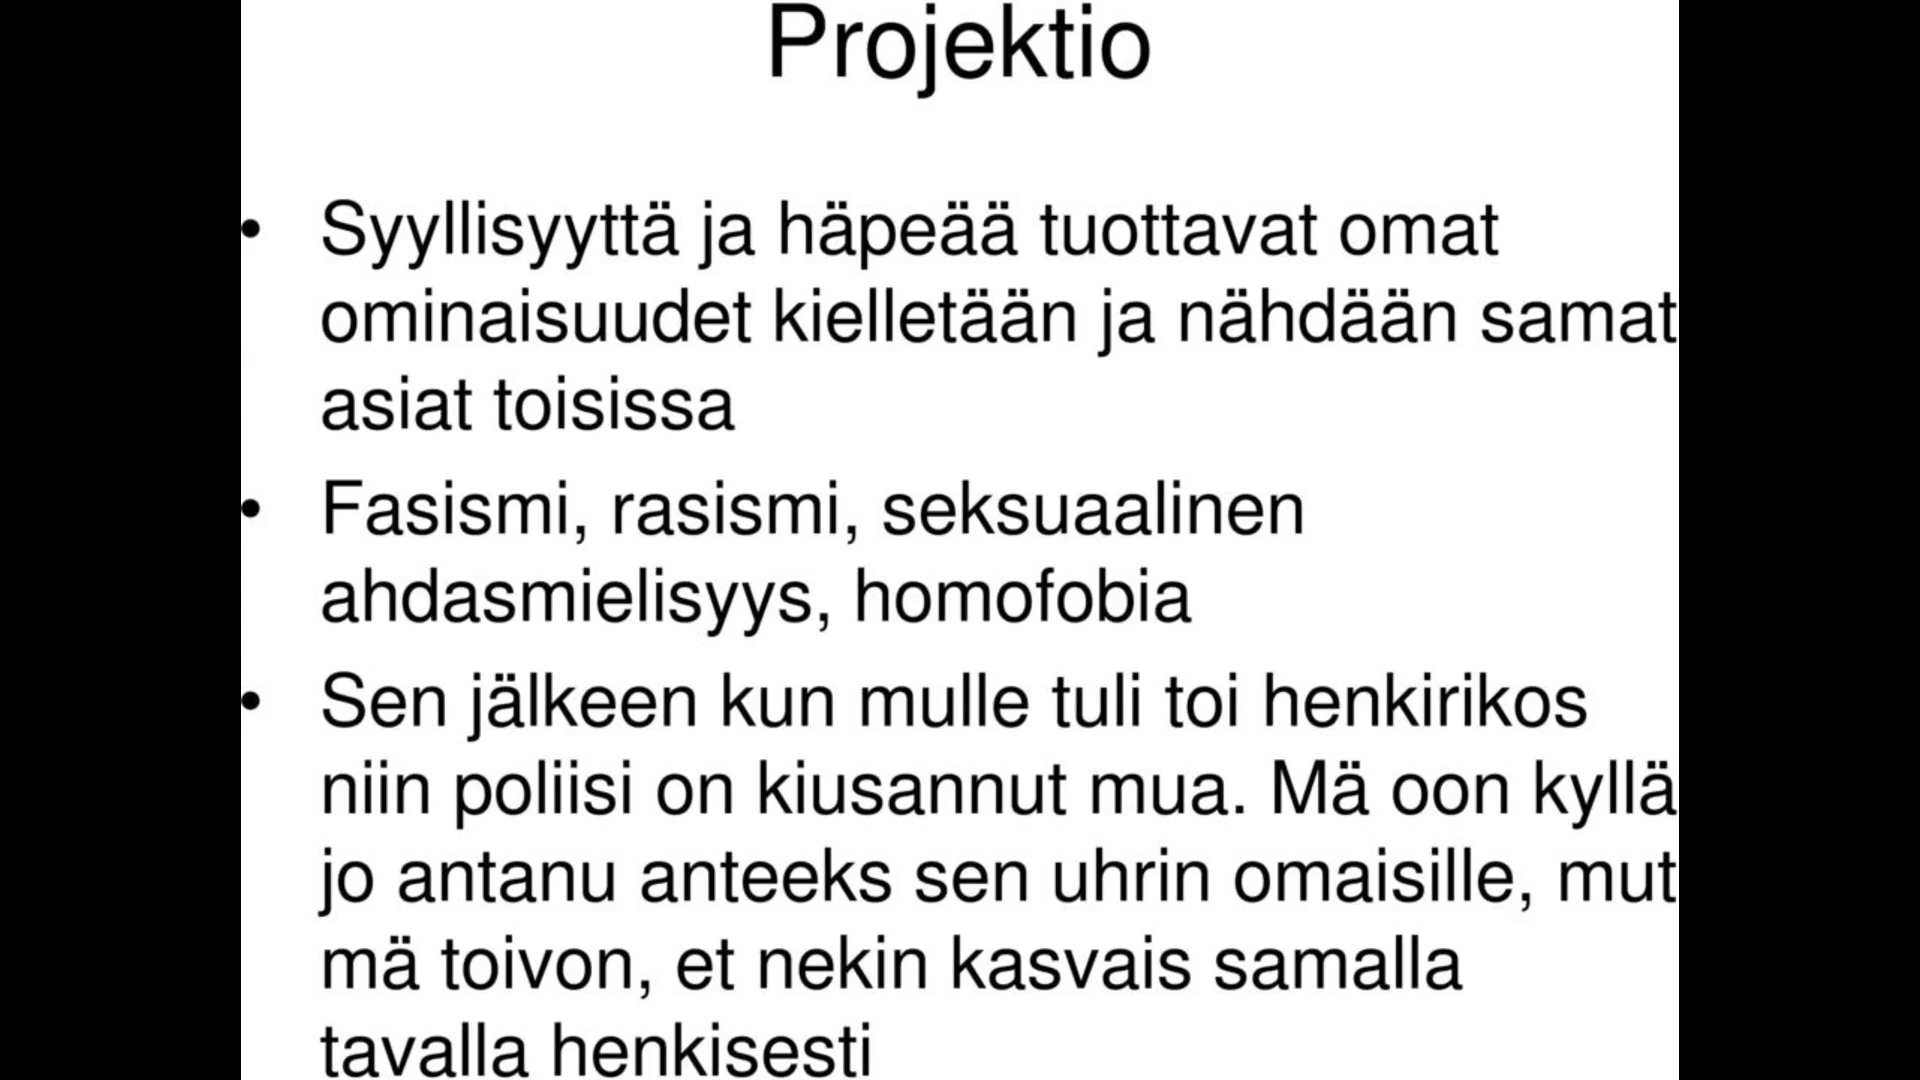 Projektio
• Syyllisyyttä ja häpeää tuottavat omat
ominaisuudet kielletään ja nähdään samat
asiat toisissa
• Fasismi, rasismi, seksuaalinen
ahdasmielisyys, homofobia
• Sen jälkeen kun mulle tuli toi henkirikos
niin poliisi on kiusannut mua. Mä oon kyllä
jo antanu anteeks sen uhrin omaisille, mut
mä toivon, et nekin kasvais samalla
tavalla henkisesti